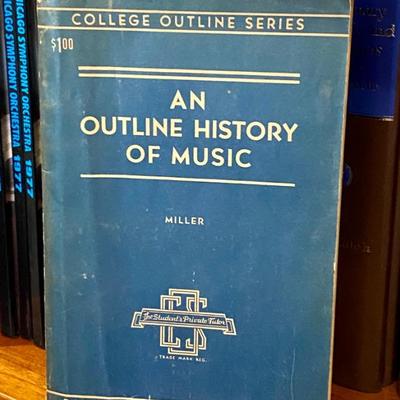 COLLEGE OUTLINE SERIES
$1.00
AN
OUTLINE HISTORY
OF MUSIC
MILLER
COS
The Student's Private Tutor
TRADE MARK REG.
CHICAGO SYMPHONY ORCHESTRA 1977
CHICAGO SYMPHONY ORCHESTRA 1977